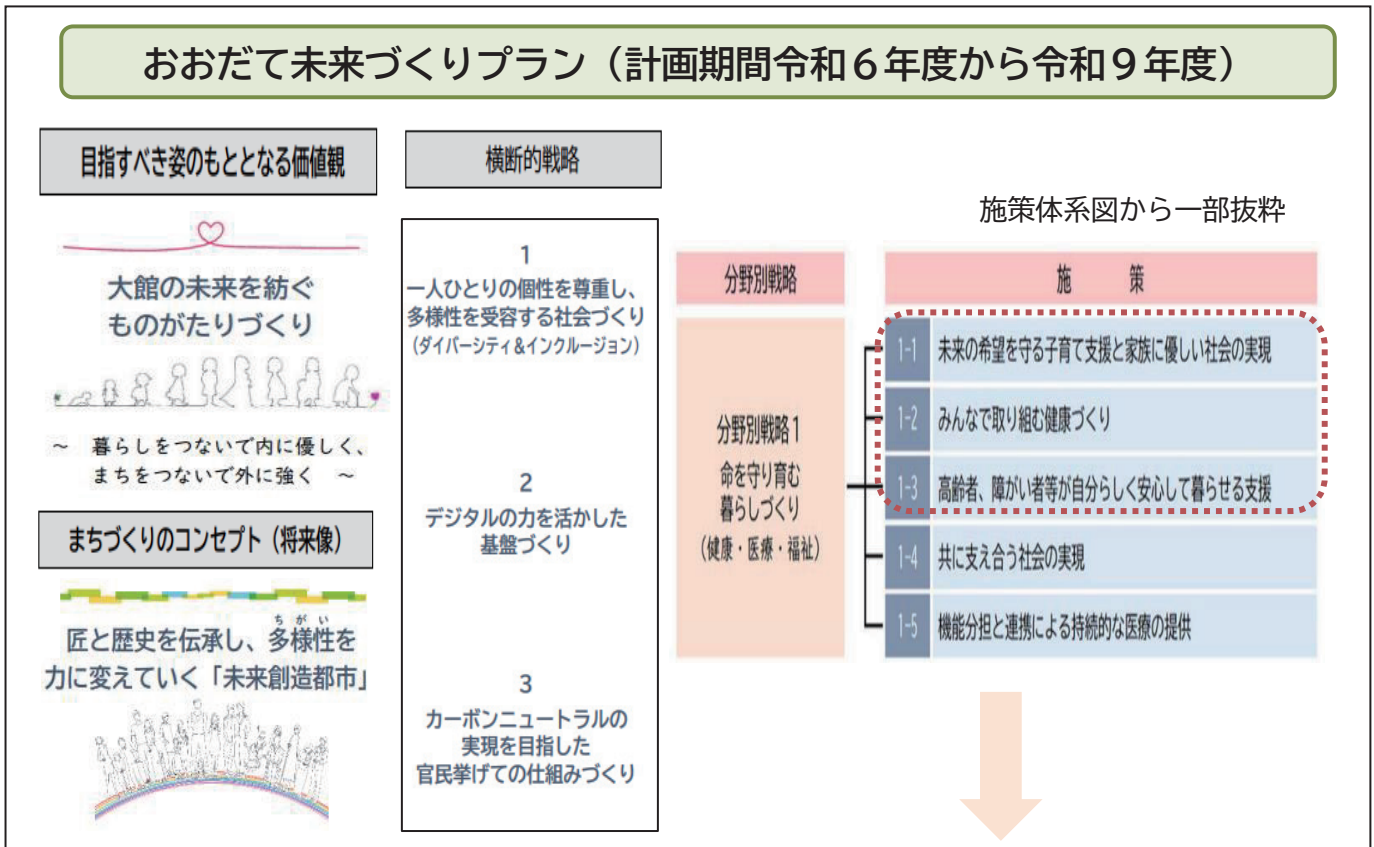 おおだて未来づくりプラン（計画期間令和６年度から令和９年度）
目指すべき姿のもととなる価値観
大館の未来を紡ぐ
ものがたりづくり
～ 暮らしをつないで内に優しく、
まちをつないで外に強く ～
まちづくりのコンセプト（将来像）
ちがい
匠と歴史を伝承し、多様性を
力に変えていく「未来創造都市」
横断的戦略
1
一人ひとりの個性を尊重し、
多様性を受容する社会づくり
（ダイバーシティ&インクルージョン）
2
デジタルの力を活かした
基盤づくり
3
カーボンニュートラルの
実現を目指した
官民挙げての仕組みづくり
施策体系図から一部抜粋
分野別戦略
分野別戦略1
命を守り育む
暮らしづくり
（健康・医療・福祉）
施 策
1-1 未来の希望を守る子育て支援と家族に優しい社会の実現
1-2 みんなで取り組む健康づくり
1-3 高齢者、障がい者等が自分らしく安心して暮らせる支援
1-4 共に支え合う社会の実現
1-5 機能分担と連携による持続的な医療の提供